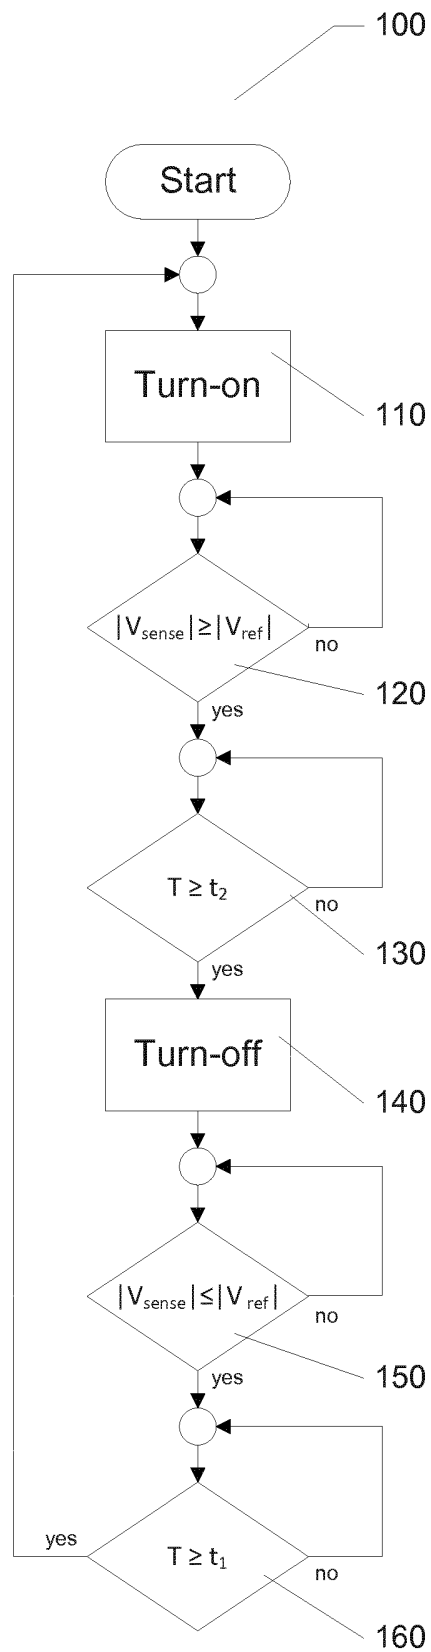 100
Start
Turn-on
110
|Vsense|≥|Vref|
no
120
yes
T ≥ t2
no
130
yes
Turn-off
140
|Vsense|≤|Vref|
no
150
yes
yes
T ≥ t1
no
160